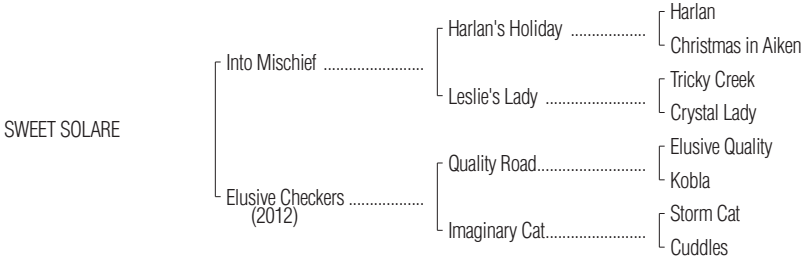 Harlan
Harlan's Holiday ..................
Christmas in Aiken
Into Mischief ........................
Tricky Creek
Leslie's Lady ........................
Crystal Lady
SWEET SOLARE
Elusive Quality
Quality Road..........................
Kobla
Elusive Checkers ..................
(2012)
Storm Cat
Imaginary Cat........................
Cuddles